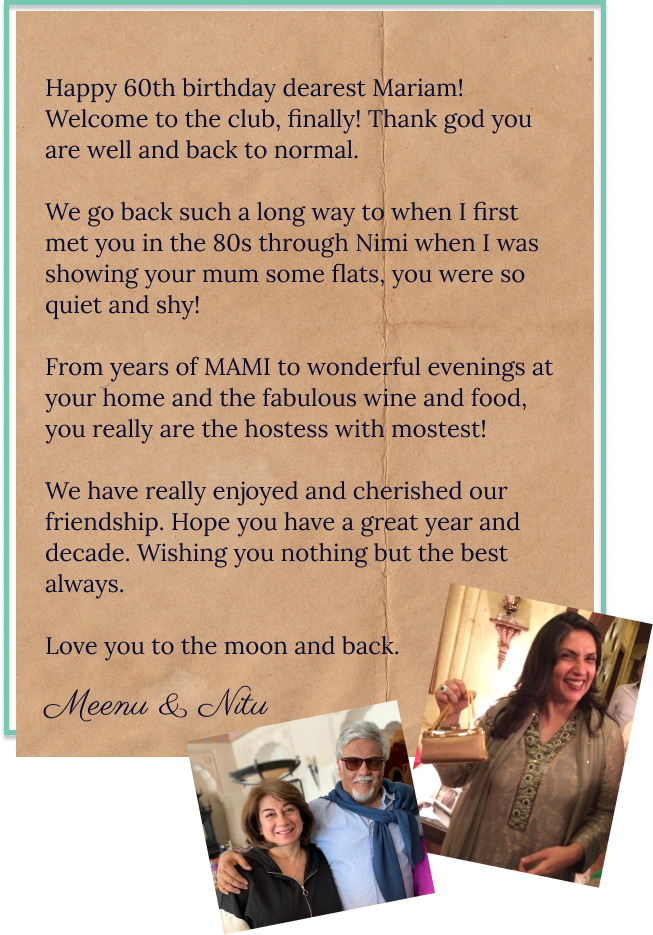 Happy 60th birthday dearest Mariam!
Welcome to the club, finally! Thank god you
are well and back to normal.
We go back such a long way to when I first
met you in the 80s through Nimi when I was
showing your mum some flats, you were so
quiet and shy!
From years of MAMI to wonderful evenings at
your home and the fabulous wine and food,
you really are the hostess with mostest!
We have really enjoyed and cherished our
friendship. Hope you have a great year and
decade. Wishing you nothing but the best
always.
Love you to the moon and back.
Meenu & Nitu